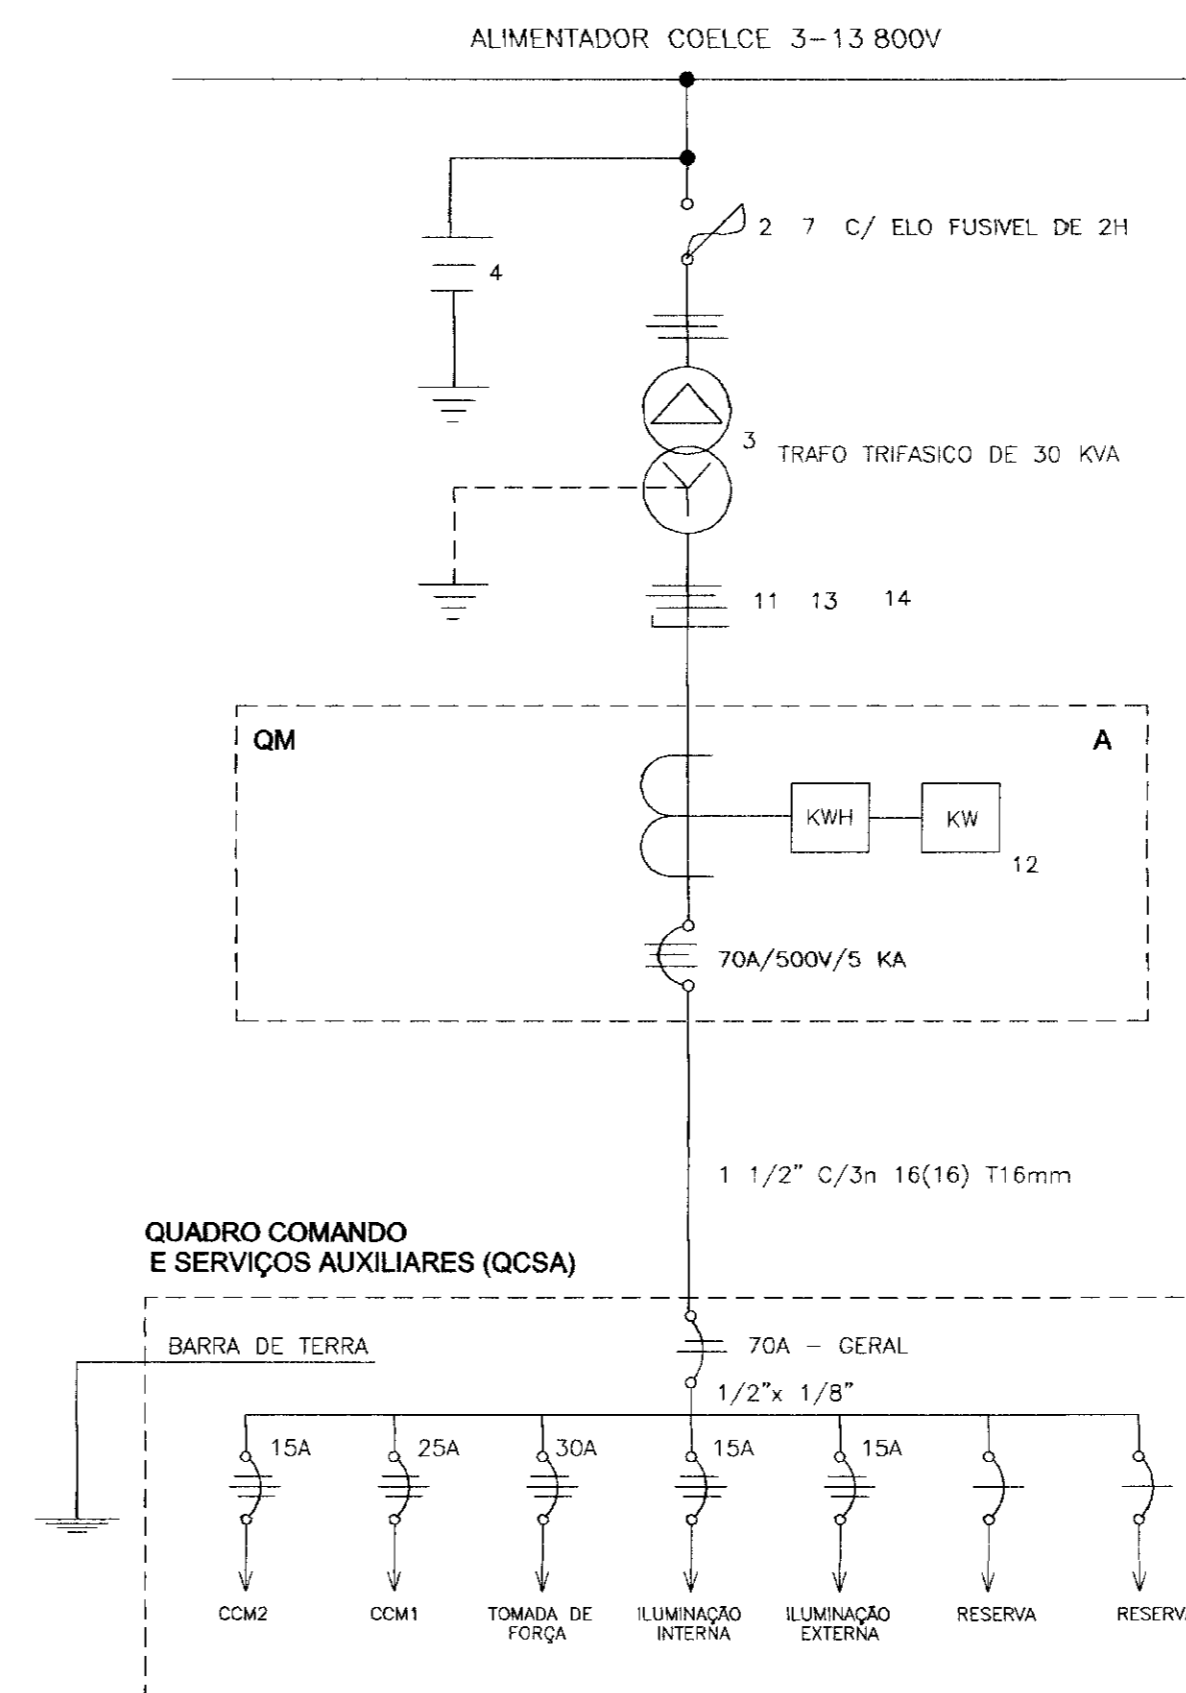 ALIMENTADOR COELCE 3-13 800V
2 7 C/ ELO FUSIVEL DE 2H
4
3
TRAFO TRIFASICO DE 30 KVA
11 13 14
QM
A
KWH
KW
12
70A/500V/5 KA
1 1/2" C/3n 16(16) T16mm
QUADRO COMANDO
E SERVIÇOS AUXILIARES (QCSA)
BARRA DE TERRA
70A - GERAL
1/2"x 1/8"
15A
25A
30A
15A
15A
CCM2
CCM1
TOMADA DE
FORÇA
ILUMINAÇÃO
INTERNA
ILUMINAÇÃO
EXTERNA
RESERVA
RESERVA